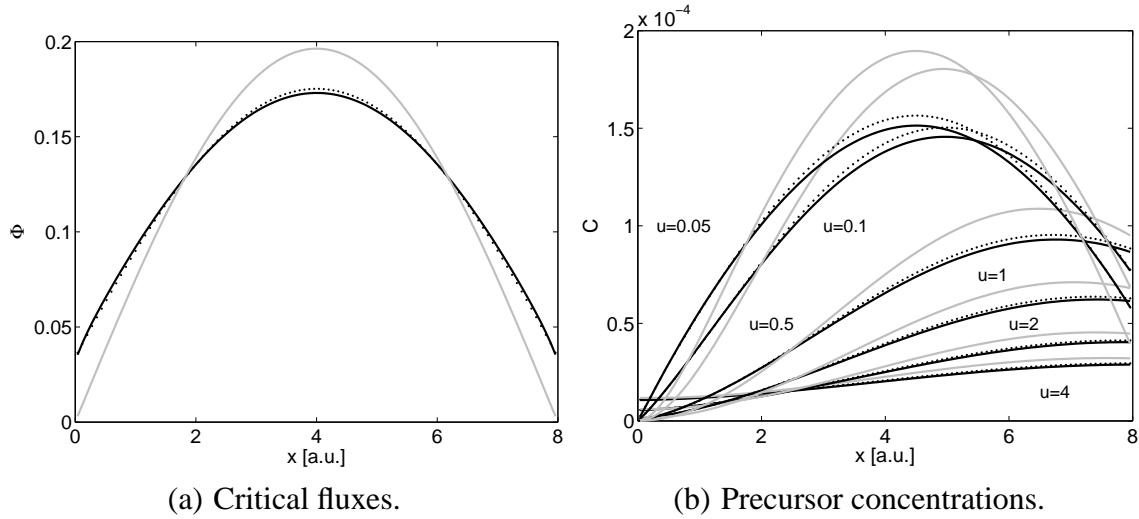 0.2
0.15
0.1
0.05
0
Φ
0 2 4 6 8
x [a.u.]
(a) Critical fluxes.
x 10⁻⁴
2
1.5
1
0.5
0
C
u=0.05
u=0.1
u=1
u=0.5
u=2
u=4
0 2 4 6 8
x [a.u.]
(b) Precursor concentrations.